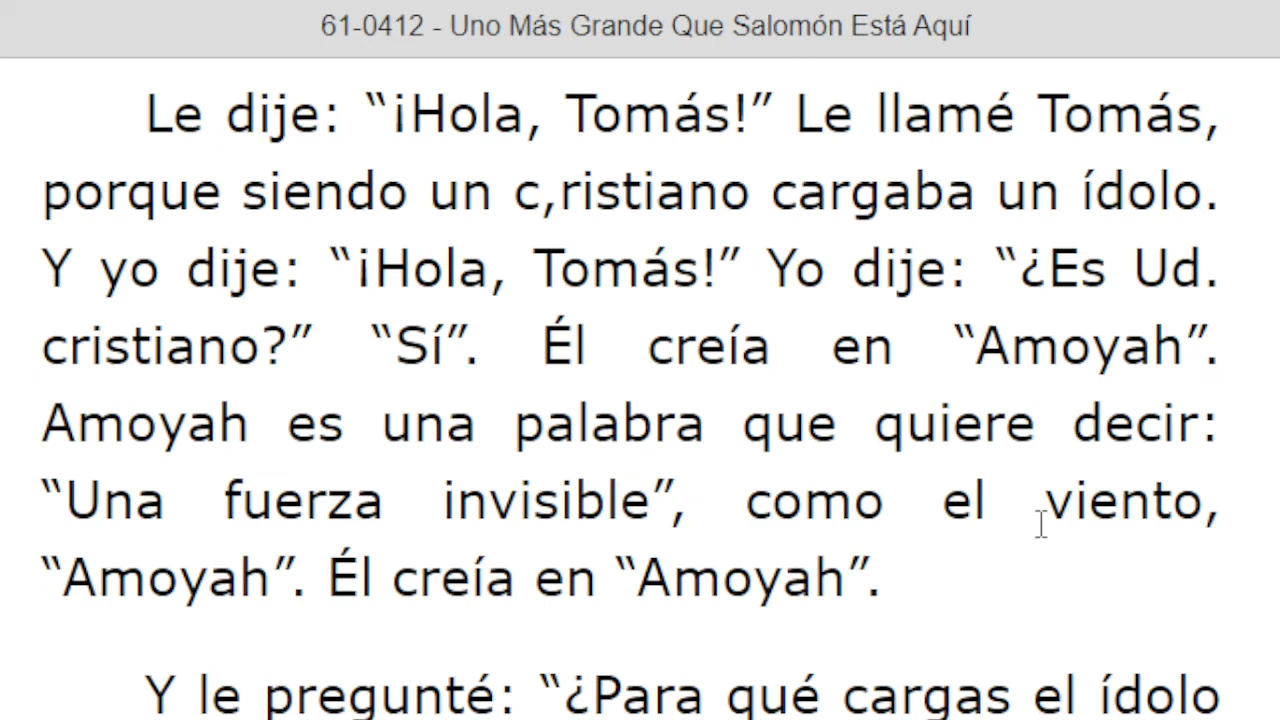 61-0412 - Uno Más Grande Que Salomón Está Aquí
Le dije: “¡Hola, Tomás!” Le llamé Tomás,
porque siendo un c,ristiano cargaba un ídolo.
Y yo dije: “¡Hola, Tomás!” Yo dije: “¿Es Ud.
cristiano?” “Sí”. Él creía en “Amoyah”.
Amoyah es una palabra que quiere decir:
“Una fuerza invisible”, como el viento,
“Amoyah”. Él creía en “Amoyah”.
Y le pregunté: “¿Para qué cargas el ídolo